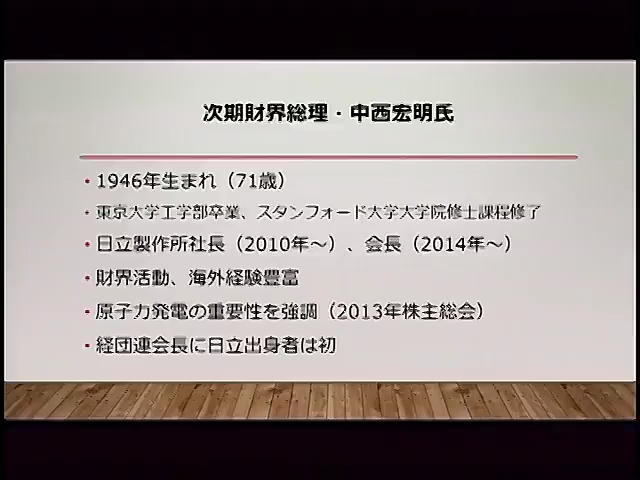 次期財界総理・中西宏明氏
・1946年生まれ（71歳）
・東京大学工学部卒業、スタンフォード大学大学院修士課程修了
・日立製作所社長（2010年～）、会長（2014年～）
・財界活動、海外経験豊富
・原子力発電の重要性を強調（2013年株主総会）
・経団連会長に日立出身者は初